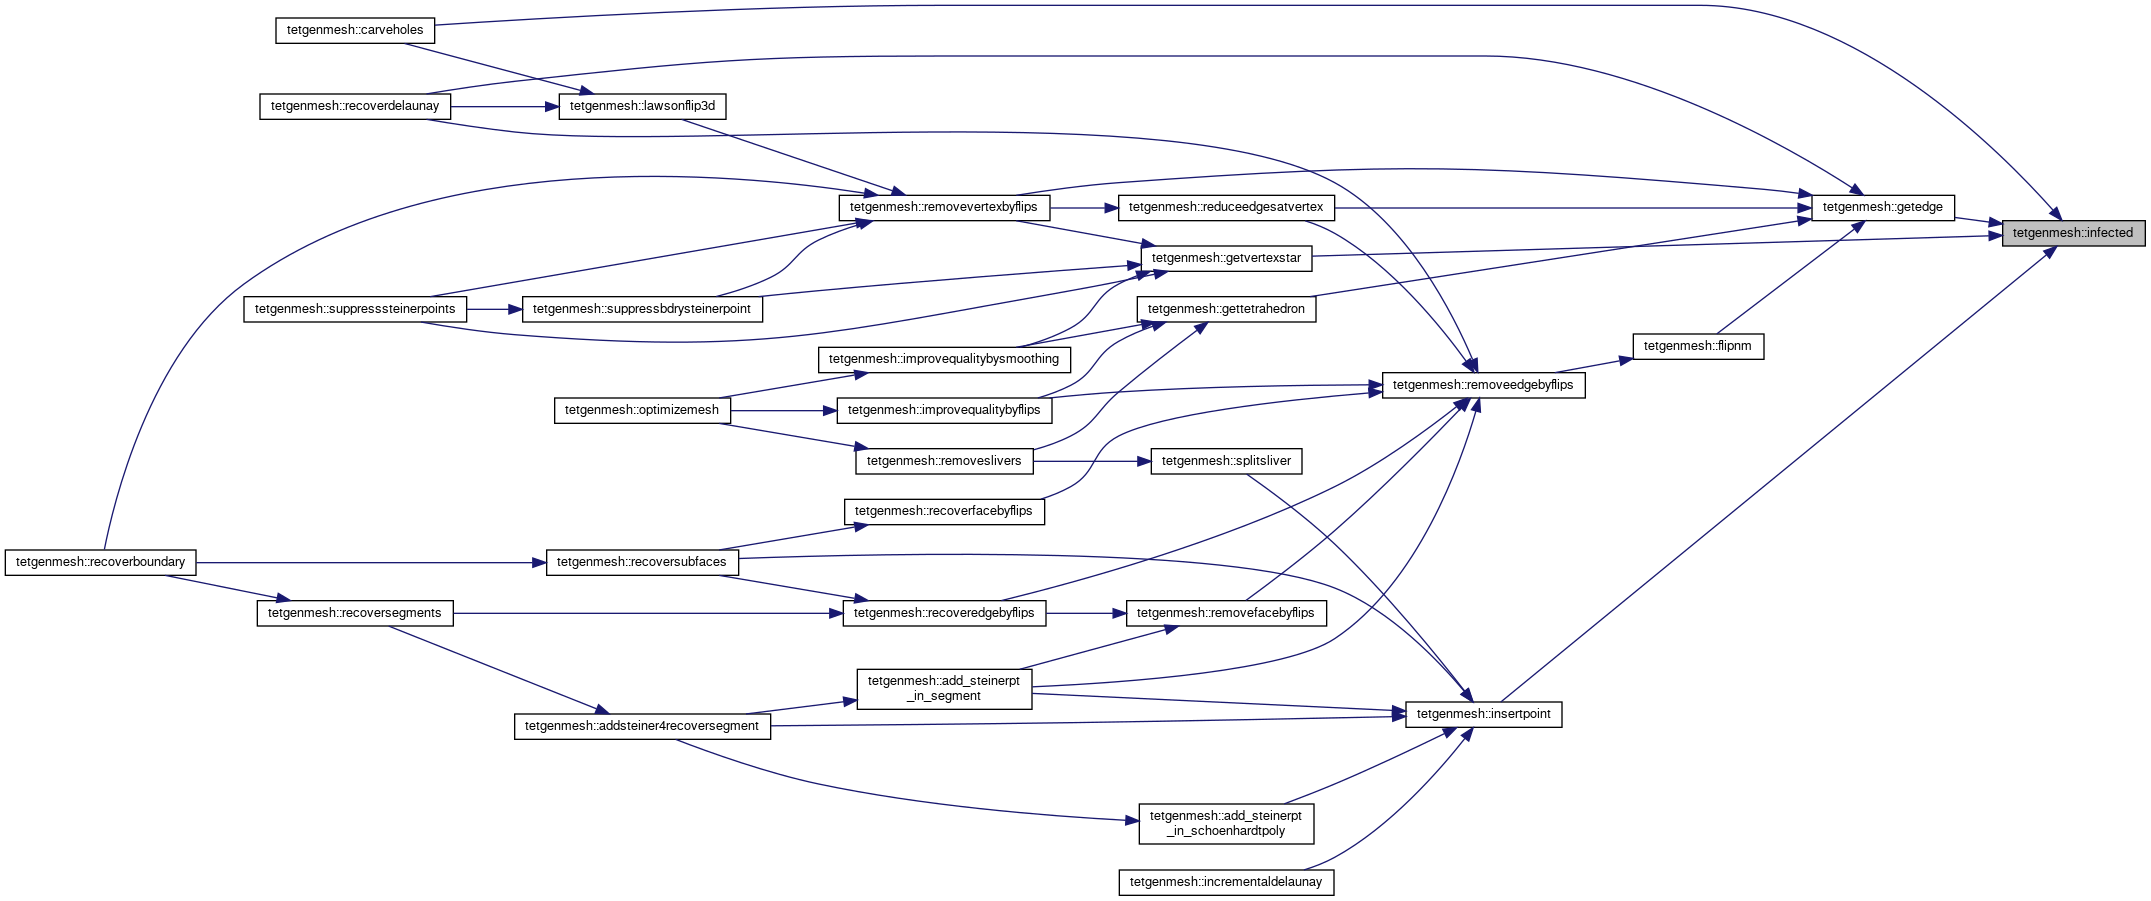 tetgenmesh::carveholes
tetgenmesh::recoverdelaunay
tetgenmesh::lawsonflip3d
tetgenmesh::removevertexbyflips
tetgenmesh::reduceedgesatvertex
tetgenmesh::getedge
tetgenmesh::infected
tetgenmesh::getvertexstar
tetgenmesh::suppresssteinerpoints
tetgenmesh::suppressbdrysteinerpoint
tetgenmesh::gettetrahedron
tetgenmesh::flipnm
tetgenmesh::improvequalitybysmoothing
tetgenmesh::removeedgebyflips
tetgenmesh::optimizemesh
tetgenmesh::improvequalitybyflips
tetgenmesh::removeslivers
tetgenmesh::splitsliver
tetgenmesh::recoverfacebyflips
tetgenmesh::recoverboundary
tetgenmesh::recoversubfaces
tetgenmesh::recoversegments
tetgenmesh::recoveredgebyflips
tetgenmesh::removefacebyflips
tetgenmesh::add_steinerpt
_in_segment
tetgenmesh::addsteiner4recoversegment
tetgenmesh::insertpoint
tetgenmesh::add_steinerpt
_in_schoenhardtpoly
tetgenmesh::incrementaldelaunay